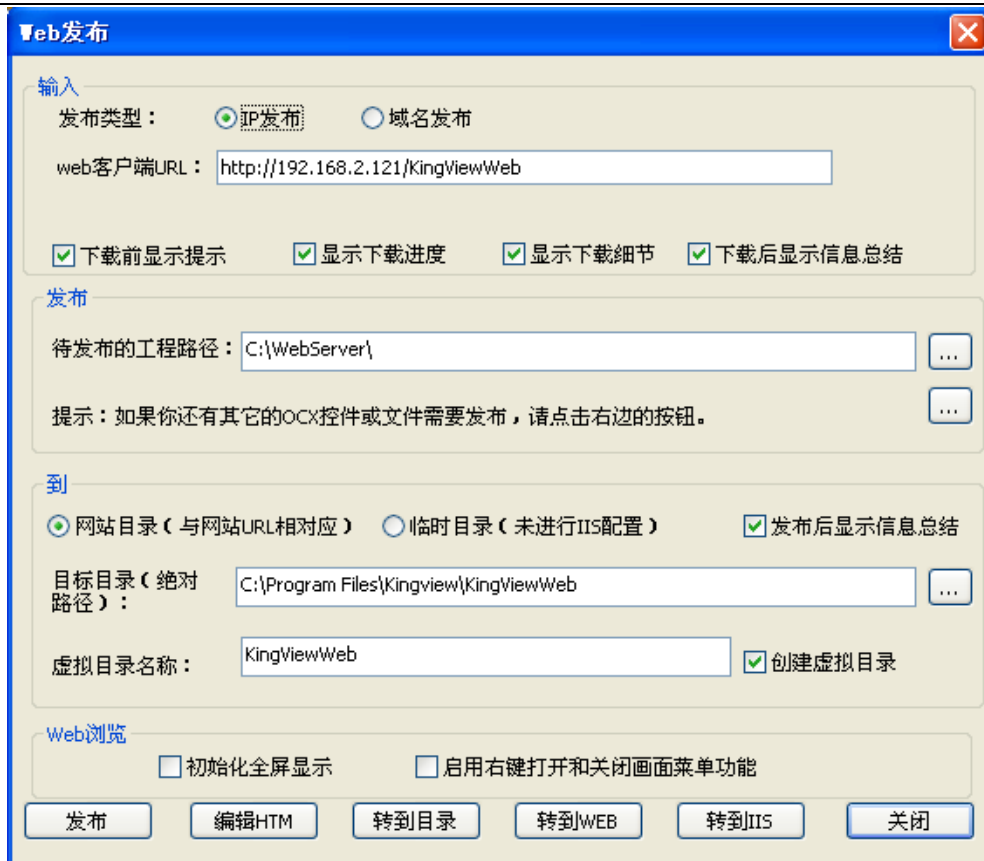 Web发布
输入
发布类型： IP发布 域名发布
web客户端URL： http://192.168.2.121/KingViewWeb
下载前显示提示 显示下载进度 显示下载细节 下载后显示信息总结
发布
待发布的工程路径： C:\WebServer\ ...
提示：如果你还有其它的OCX控件或文件需要发布，请点击右边的按钮。 ...
到
网站目录（与网站URL相对应） 临时目录（未进行IIS配置） 发布后显示信息总结
目标目录（绝对
路径）： C:\Program Files\Kingview\KingViewWeb ...
虚拟目录名称： KingViewWeb 创建虚拟目录
Web浏览
初始化全屏显示 启用右键打开和关闭画面菜单功能
发布 编辑HTM 转到目录 转到WEB 转到IIS 关闭